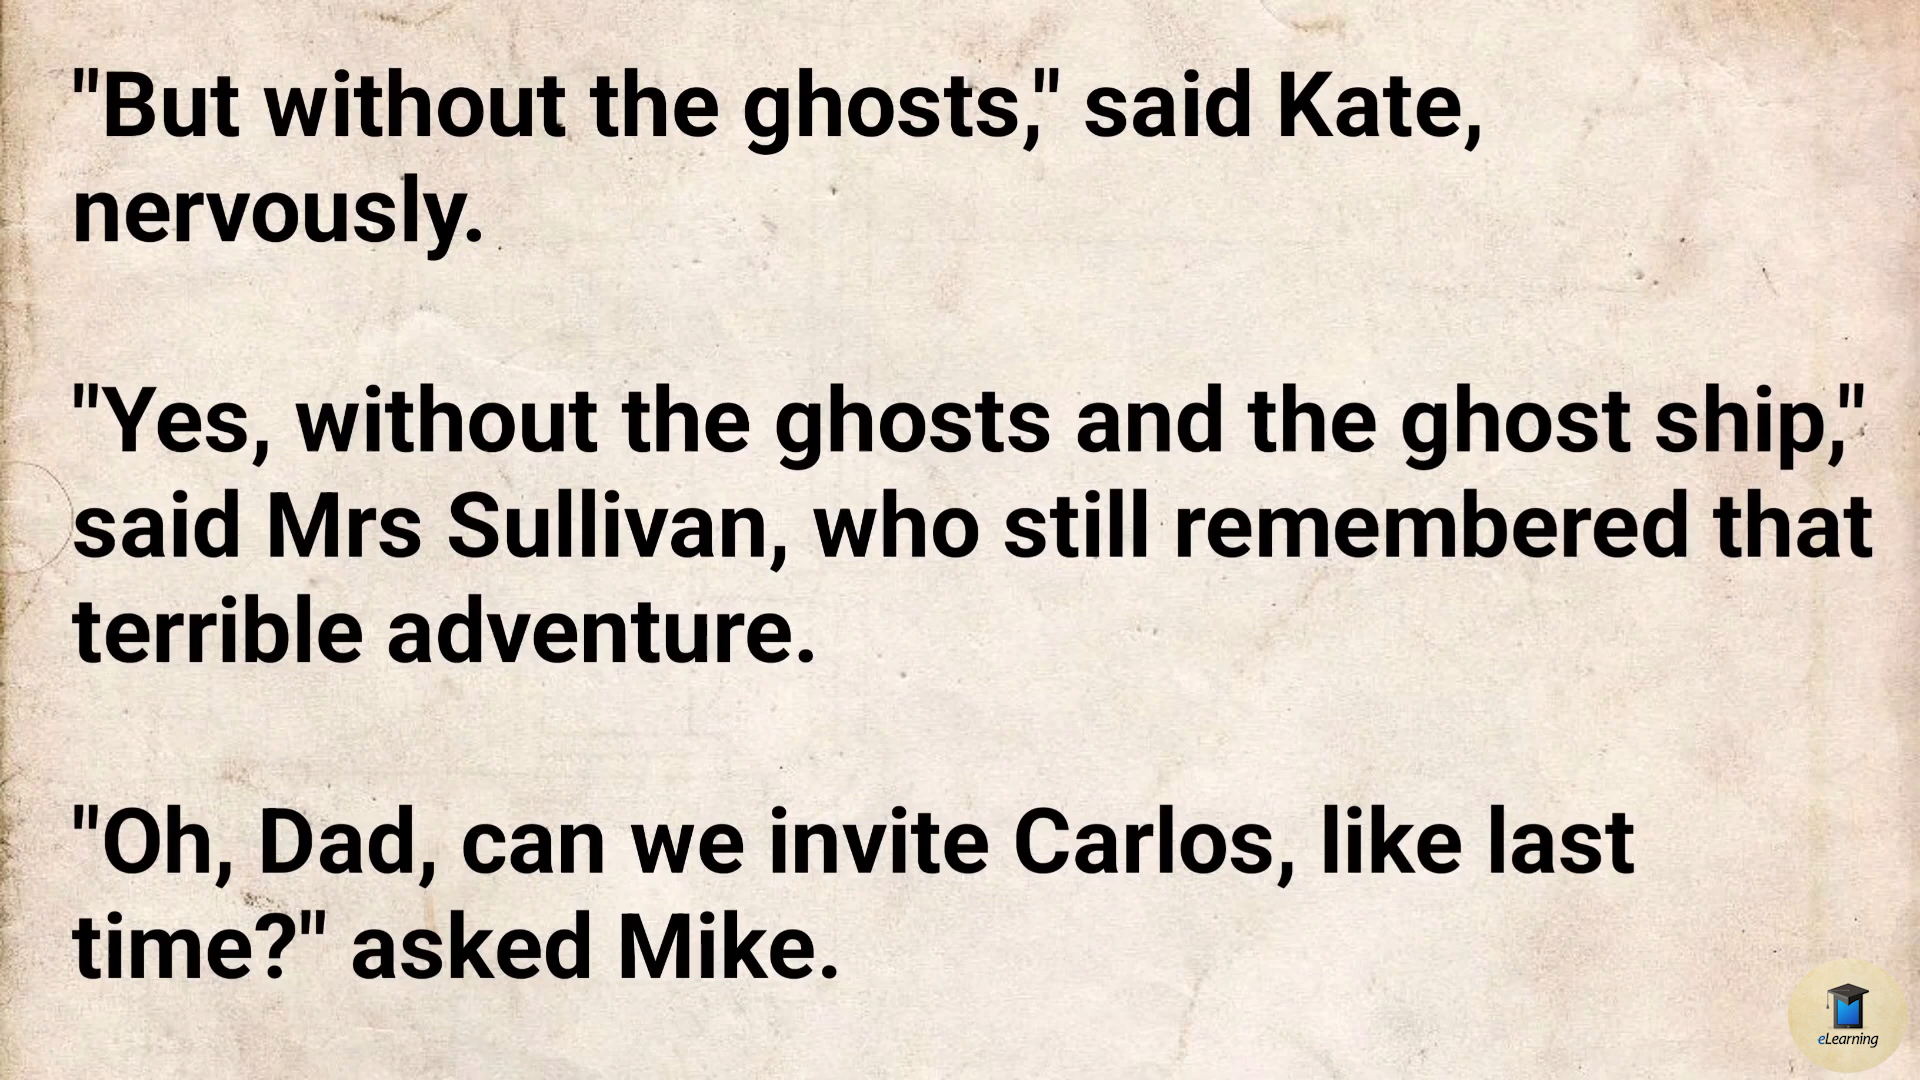 "But without the ghosts," said Kate,
nervously.
"Yes, without the ghosts and the ghost ship,"
said Mrs Sullivan, who still remembered that
terrible adventure.
"Oh, Dad, can we invite Carlos, like last
time?" asked Mike.
eLearning